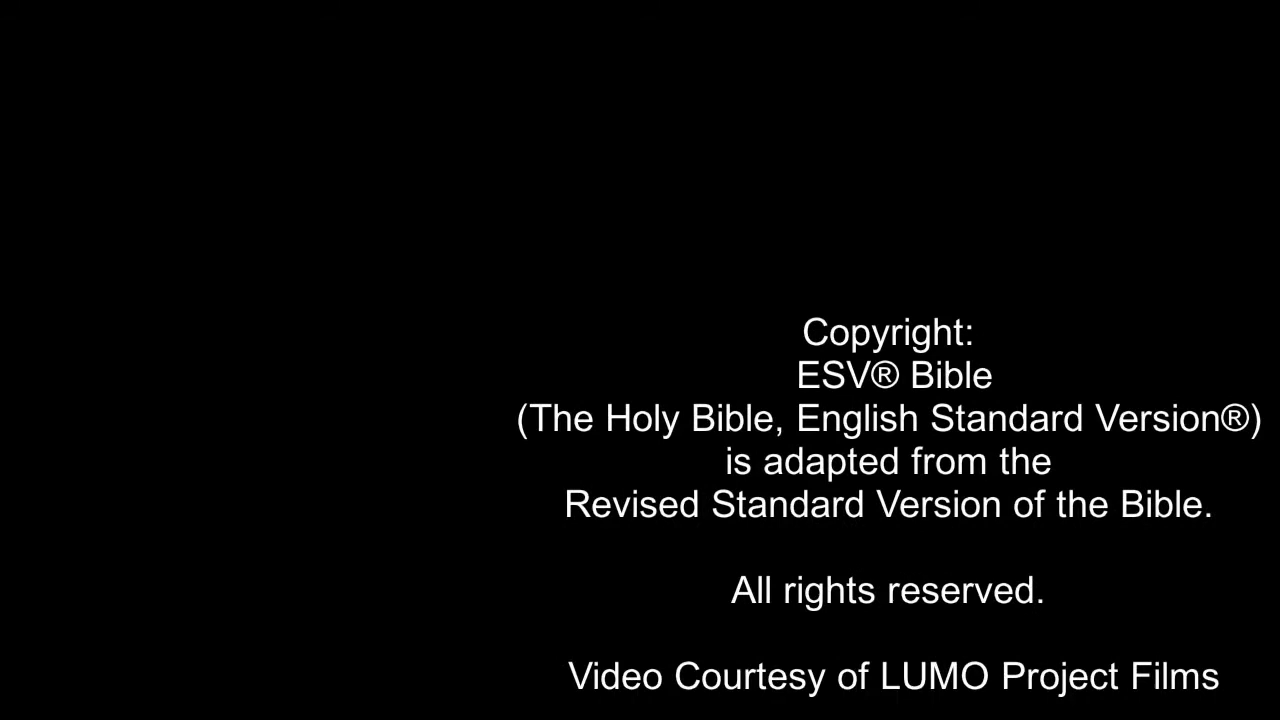 Copyright:
ESV® Bible
(The Holy Bible, English Standard Version®)
is adapted from the
Revised Standard Version of the Bible.
All rights reserved.
Video Courtesy of LUMO Project Films